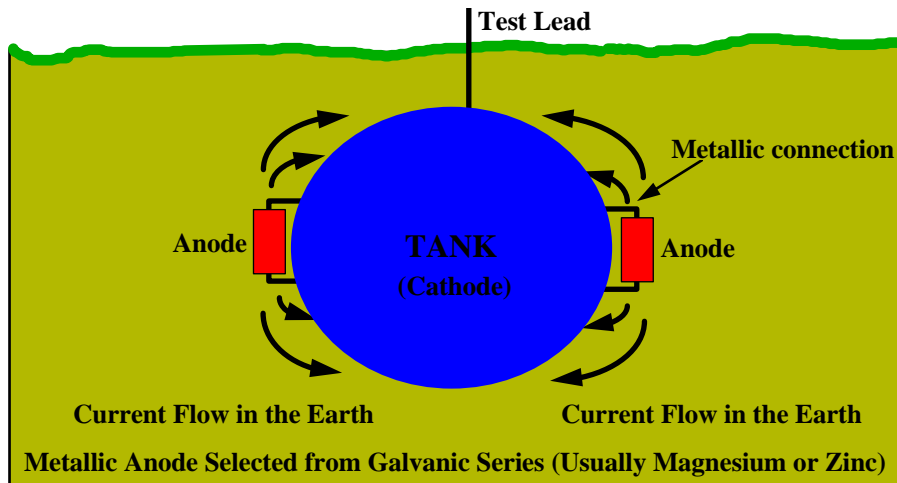 Test Lead
Metallic connection
Anode
TANK
Anode
(Cathode)
Current Flow in the Earth
Current Flow in the Earth
Metallic Anode Selected from Galvanic Series (Usually Magnesium or Zinc)